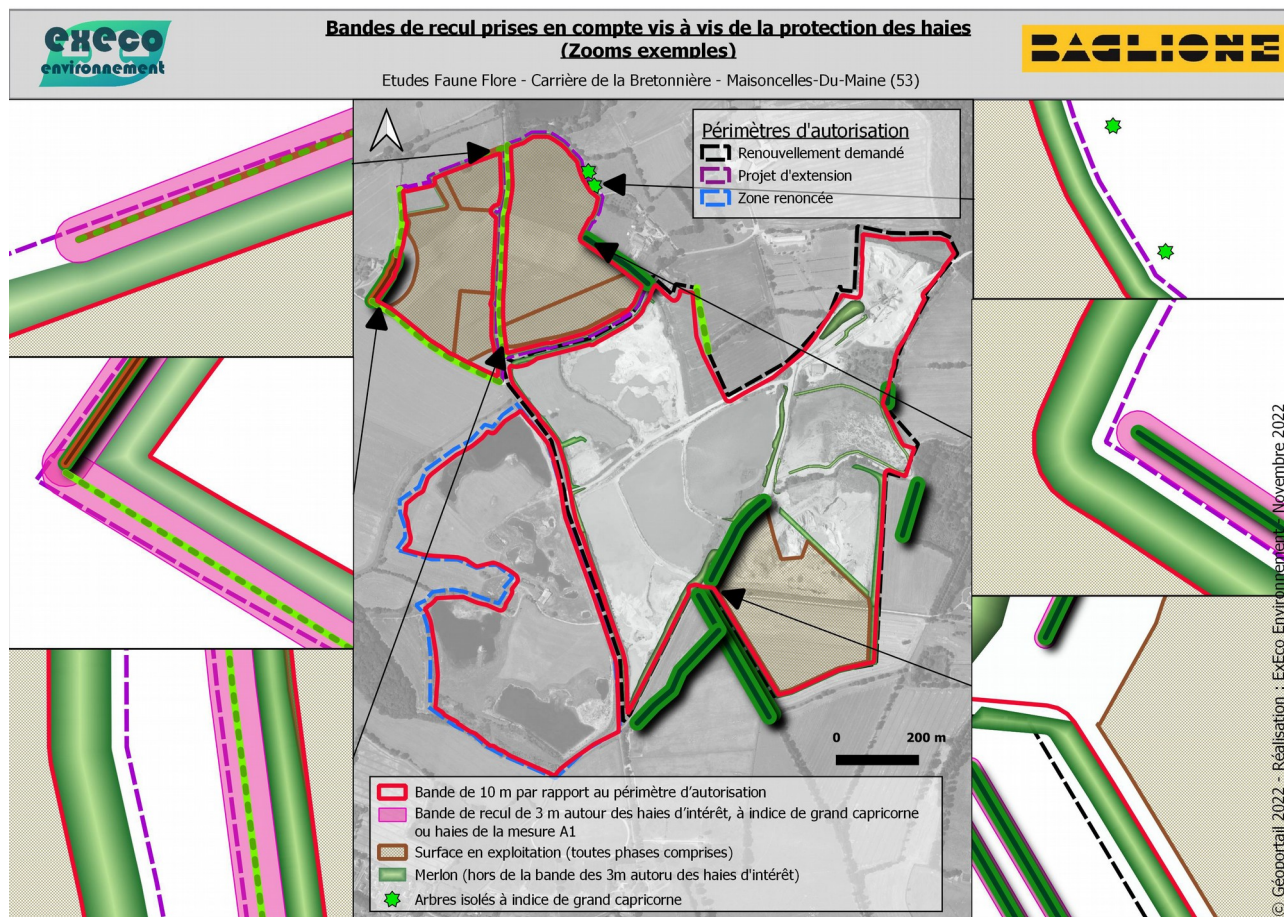 execo
environnement
Bandes de recul prises en compte vis à vis de la protection des haies
(Zooms exemples)
Etudes Faune Flore - Carrière de la Bretonnière - Maisoncelles-Du-Maine (53)
BAGLIONE
Périmètres d'autorisation
Renouvellement demandé
Projet d'extension
Zone renoncée
0 200 m
Bande de 10 m par rapport au périmètre d'autorisation
Bande de recul de 3 m autour des haies d'intérêt, à indice de grand capricorne
ou haies de la mesure A1
Surface en exploitation (toutes phases comprises)
Merlon (hors de la bande des 3m autoru des haies d'intérêt)
Arbres isolés à indice de grand capricorne
© Géoportail 2022 - Réalisation : ExEco Environnement - Novembre 2022